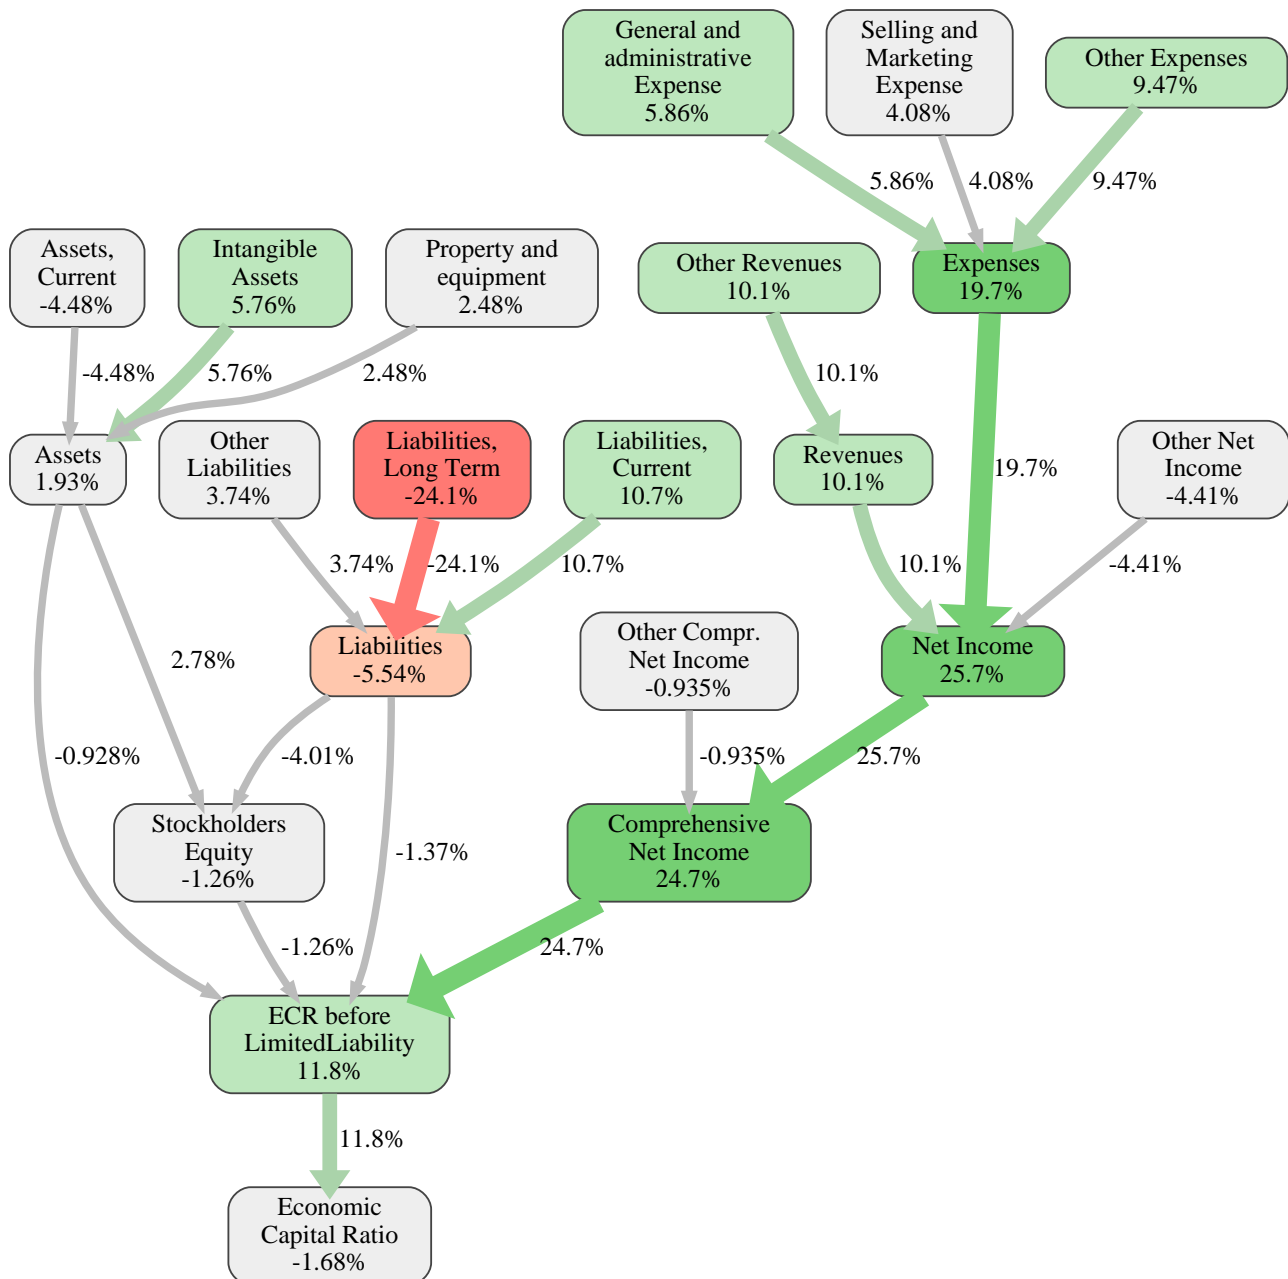 General and
administrative
Expense
5.86%
Selling and
Marketing
Expense
4.08%
Other Expenses
9.47%
5.86%
4.08%
9.47%
Assets,
Current
-4.48%
Intangible
Assets
5.76%
Property and
equipment
2.48%
Other Revenues
10.1%
Expenses
19.7%
-4.48%
5.76%
2.48%
10.1%
Assets
1.93%
Other
Liabilities
3.74%
Liabilities,
Long Term
-24.1%
Liabilities,
Current
10.7%
Revenues
10.1%
19.7%
Other Net
Income
-4.41%
3.74%
-24.1%
10.7%
10.1%
-4.41%
2.78%
Liabilities
-5.54%
Other Compr.
Net Income
-0.935%
Net Income
25.7%
-0.928%
-4.01%
-0.935%
25.7%
Stockholders
Equity
-1.26%
-1.37%
Comprehensive
Net Income
24.7%
-1.26%
24.7%
ECR before
LimitedLiability
11.8%
11.8%
Economic
Capital Ratio
-1.68%